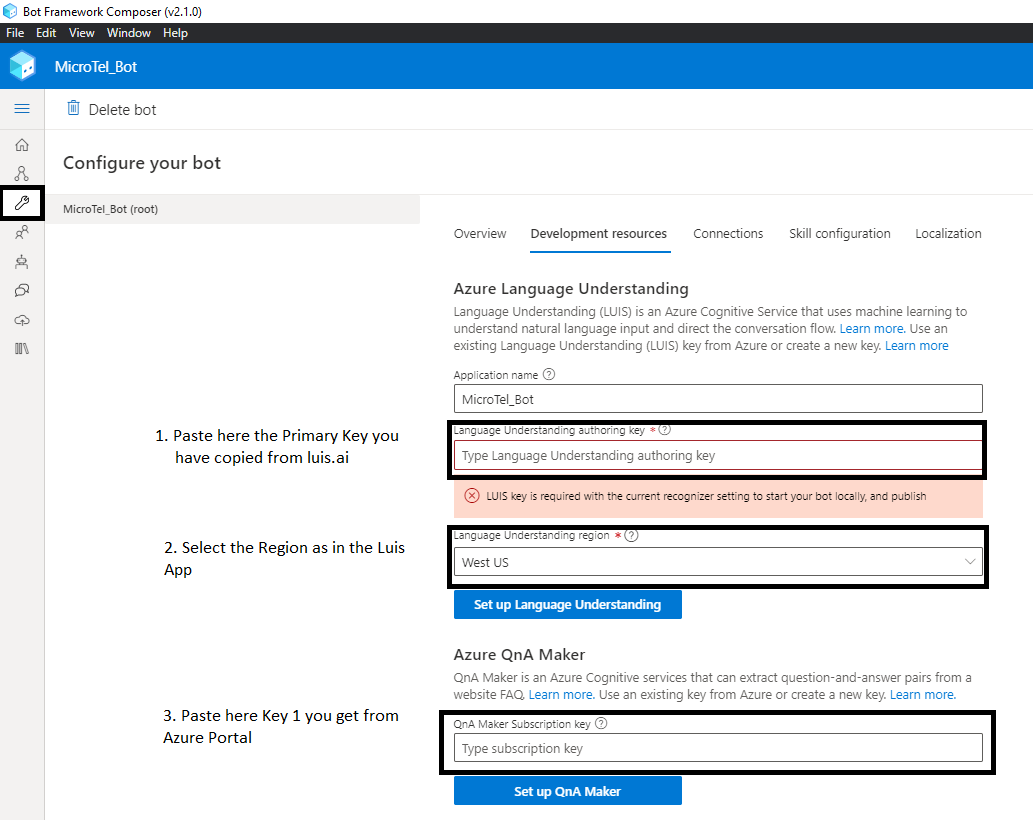 Bot Framework Composer (v2.1.0)
File Edit View Window Help
MicroTel_Bot
Delete bot
Configure your bot
MicroTel_Bot (root)
Overview Development resources Connections Skill configuration Localization
Azure Language Understanding
Language Understanding (LUIS) is an Azure Cognitive Service that uses machine learning to
understand natural language input and direct the conversation flow. Learn more. Use an
existing Language Understanding (LUIS) key from Azure or create a new key. Learn more
Application name ?
MicroTel_Bot
1. Paste here the Primary Key you
have copied from luis.ai
Language Understanding authoring key * ?
Type Language Understanding authoring key
LUIS key is required with the current recognizer setting to start your bot locally, and publish
2. Select the Region as in the Luis
App
Language Understanding region * ?
West US
Set up Language Understanding
Azure QnA Maker
QnA Maker is an Azure Cognitive services that can extract question-and-answer pairs from a
website FAQ. Learn more. Use an existing key from Azure or create a new key. Learn more.
3. Paste here Key 1 you get from
Azure Portal
QnA Maker Subscription key ?
Type subscription key
Set up QnA Maker